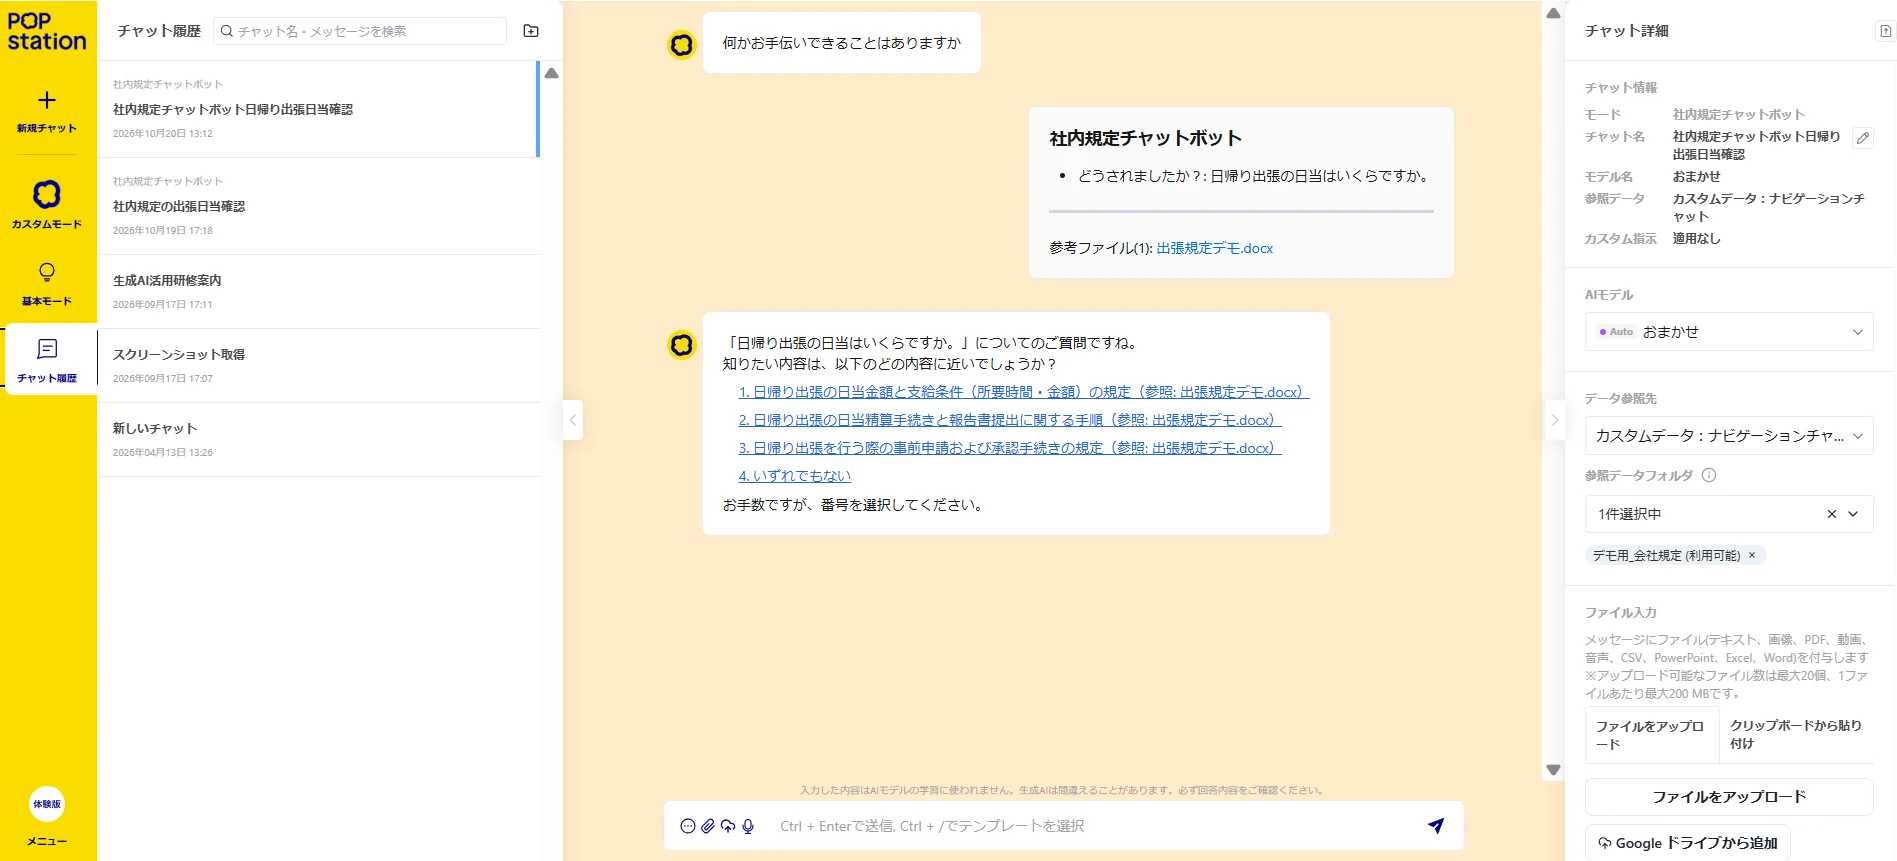 POP
station
新規チャット
カスタムモード
基本モード
チャット履歴
体験版
メニュー
チャット履歴
チャット名・メッセージを検索
社内規定チャットボット
社内規定チャットボット日帰り出張日当確認
2026年10月20日 13:12
社内規定チャットボット
社内規定の出張日当確認
2026年10月19日 17:18
生成AI活用研修案内
2026年09月17日 17:11
スクリーンショット取得
2026年09月17日 17:07
新しいチャット
2026年04月13日 13:26
何かお手伝いできることはありますか
社内規定チャットボット
• どうされましたか？: 日帰り出張の日当はいくらですか。
参考ファイル(1): 出張規定デモ.docx
「日帰り出張の日当はいくらですか。」についてのご質問ですね。
知りたい内容は、以下のどの内容に近いでしょうか？
1. 日帰り出張の日当金額と支給条件（所要時間・金額）の規定（参照: 出張規定デモ.docx）
2. 日帰り出張の日当精算手続きと報告書提出に関する手順（参照: 出張規定デモ.docx）
3. 日帰り出張を行う際の事前申請および承認手続きの規定（参照: 出張規定デモ.docx）
4. いずれでもない
お手数ですが、番号を選択してください。
入力した内容はAIモデルの学習に使われません。生成AIは間違えることがあります。必ず回答内容をご確認ください。
Ctrl + Enterで送信, Ctrl + /でテンプレートを選択
チャット詳細
チャット情報
モード 社内規定チャットボット
チャット名 社内規定チャットボット日帰り
出張日当確認
モデル名 おまかせ
参照データ カスタムデータ：ナビゲーションチ
ャット
カスタム指示 適用なし
AIモデル
Auto おまかせ
データ参照先
カスタムデータ：ナビゲーションチャ...
参照データフォルダ
1件選択中
デモ用_会社規定 (利用可能) ×
ファイル入力
メッセージにファイル(テキスト、画像、PDF、動画、
音声、CSV、PowerPoint、Excel、Word)を付与します
※アップロード可能なファイル数は最大20個、1ファ
イルあたり最大200 MBです。
ファイルをアップロ
ード
クリップボードから貼り
付け
ファイルをアップロード
Google ドライブから追加